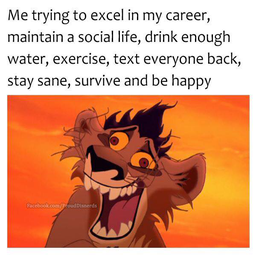 Me trying to excel in my career,
maintain a social life, drink enough
water, exercise, text everyone back,
stay sane, survive and be happy